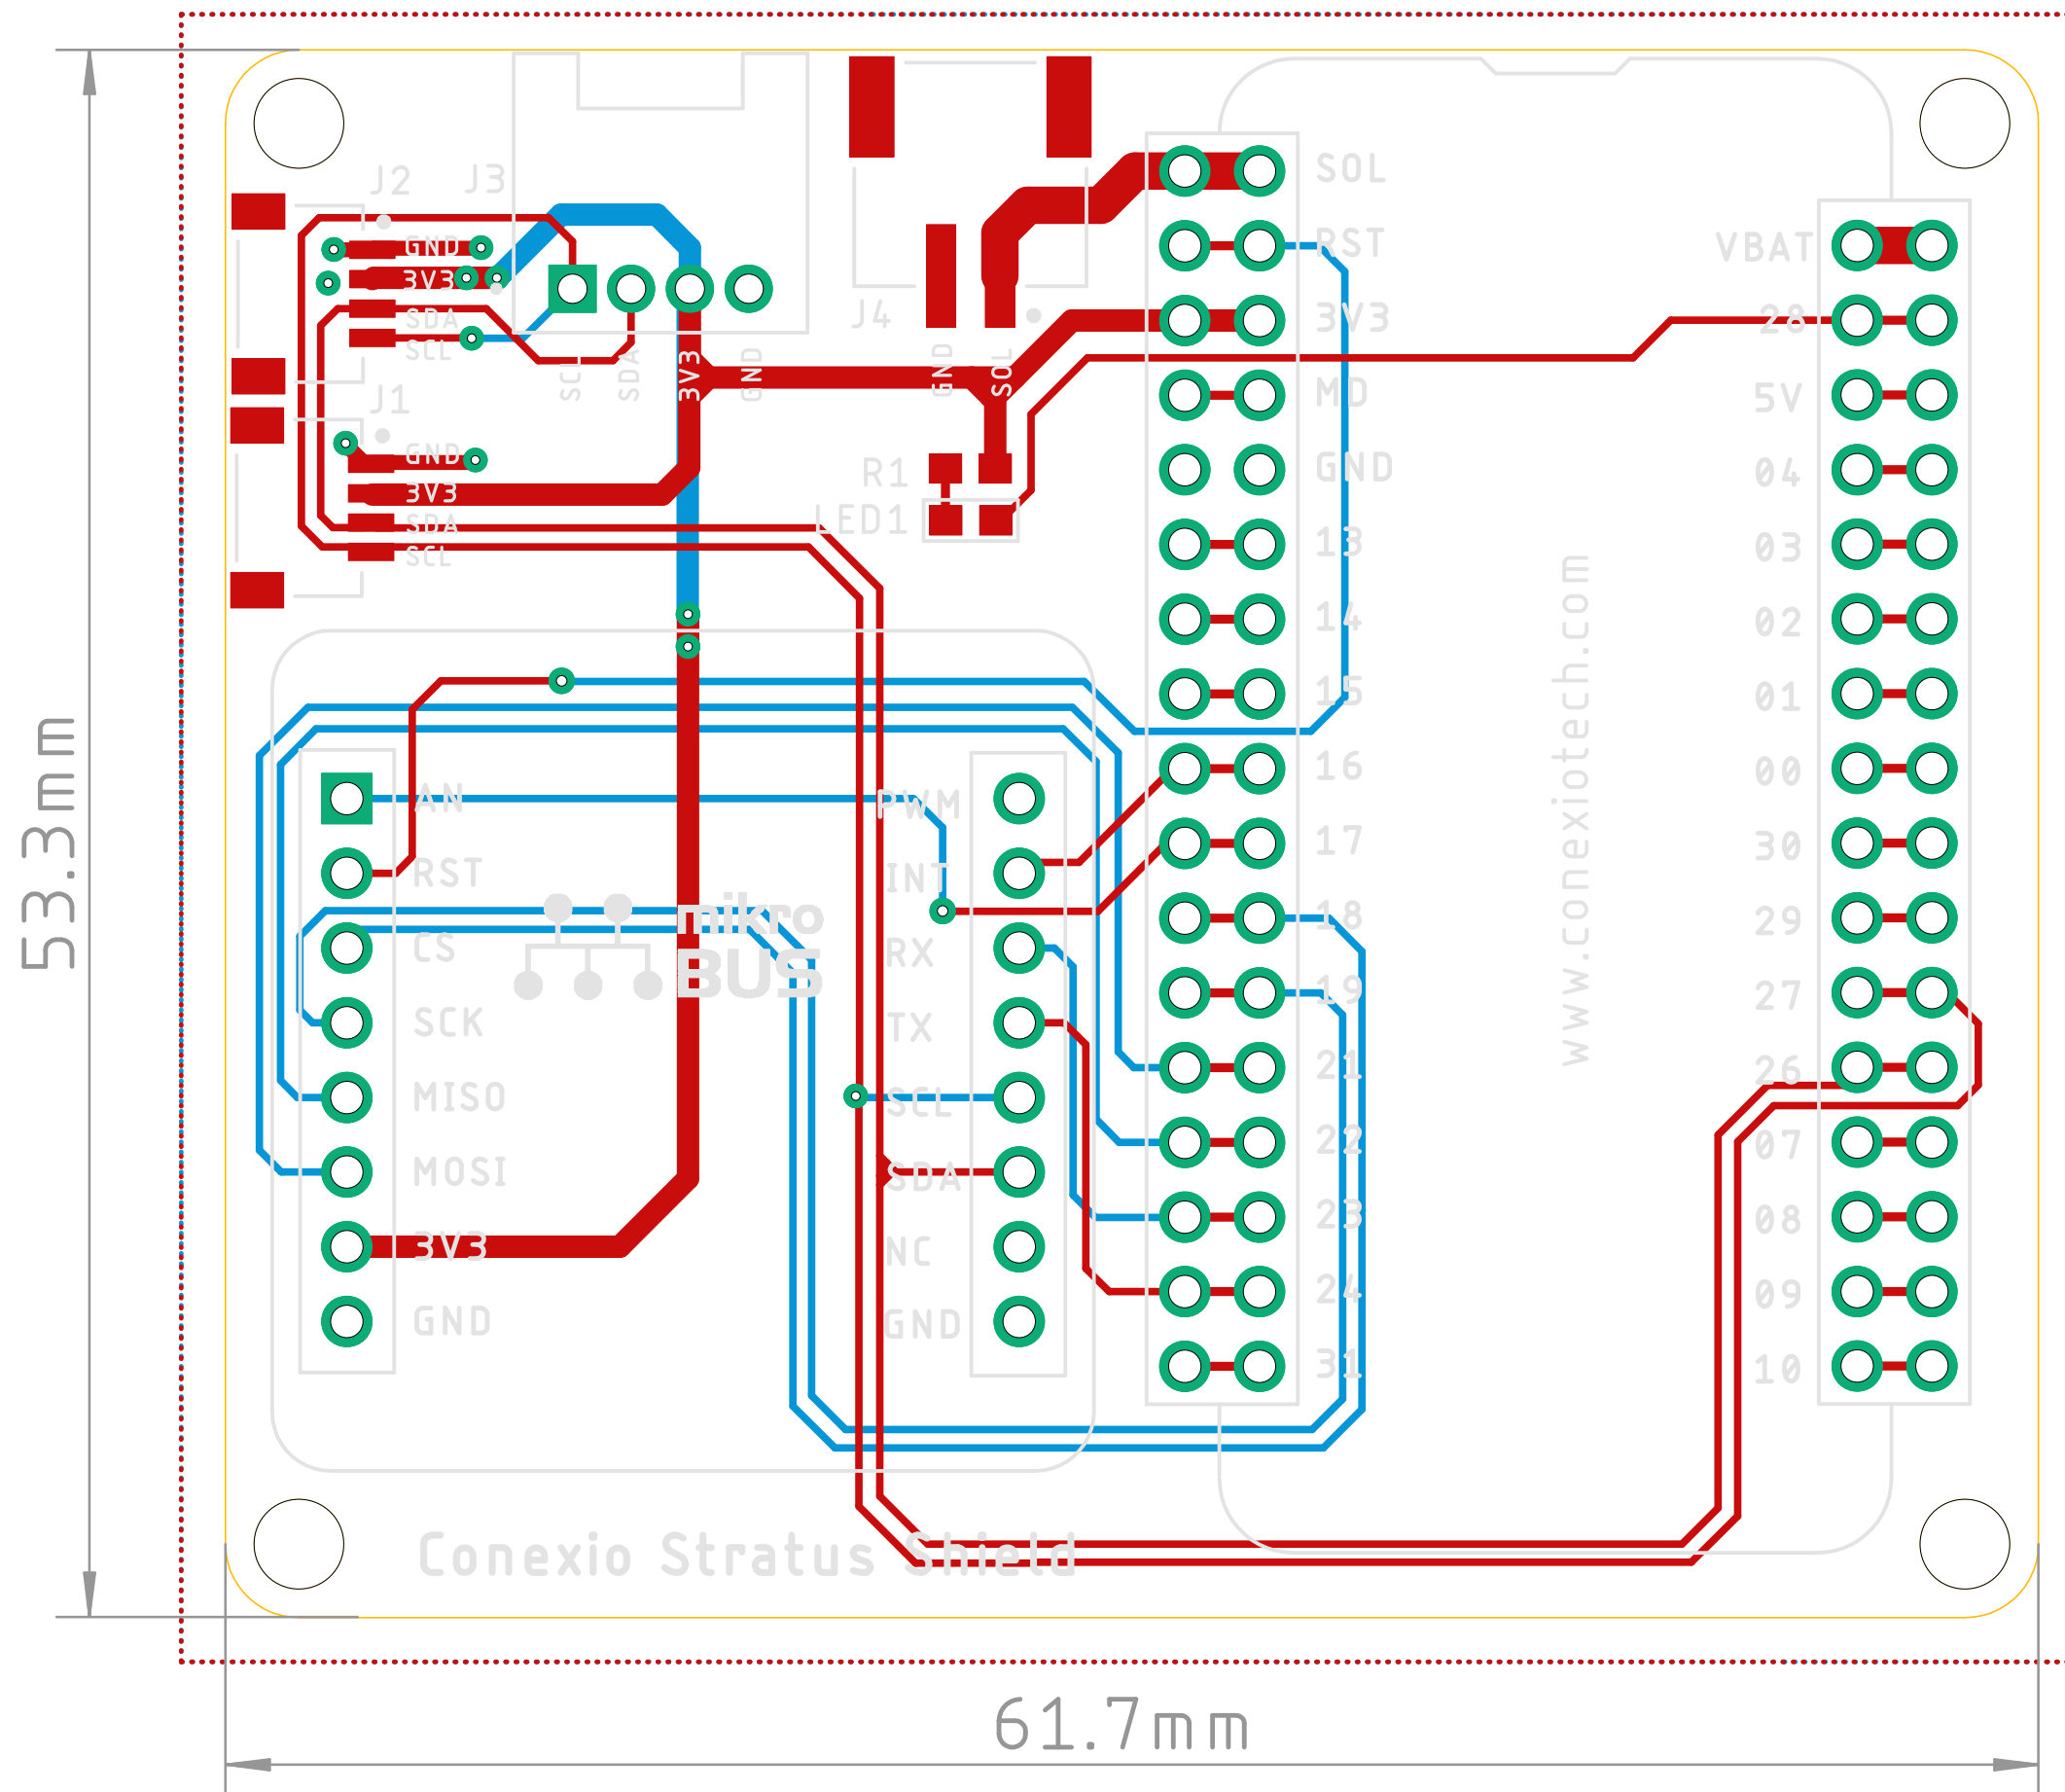 J2
J3
GND
3V3
SDA
SCL
J1
GND
3V3
SDA
SCL
SCL
SDA
3V3
GND
J4
GND
SOL
R1
LED1
SOL
RST
3V3
MD
GND
13
14
15
16
17
18
19
21
22
23
24
31
VBAT
28
5V
04
03
02
01
00
30
29
27
26
07
08
09
10
www.conexiotech.com
AN
RST
CS
SCK
MISO
MOSI
3V3
GND
mikro
BUS
PWM
INT
RX
TX
SCL
SDA
NC
GND
Conexio Stratus Shield
53.3mm
61.7mm